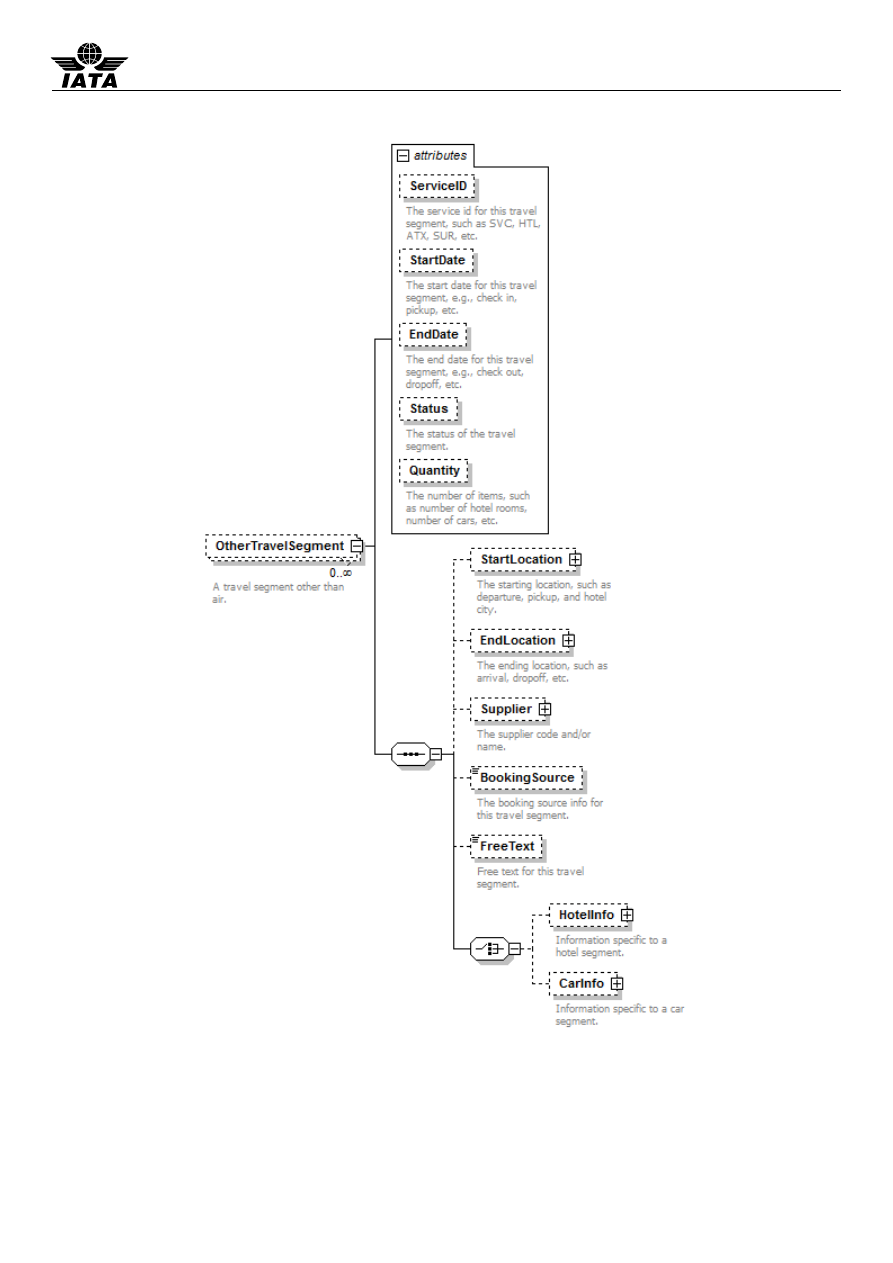 IATA
attributes
ServiceID
The service id for this travel
segment, such as SVC, HTL,
ATX, SUR, etc.
StartDate
The start date for this travel
segment, e.g., check in,
pickup, etc.
EndDate
The end date for this travel
segment, e.g., check out,
dropoff, etc.
Status
The status of the travel
segment.
Quantity
The number of items, such
as number of hotel rooms,
number of cars, etc.
OtherTravelSegment
0..∞
A travel segment other than
air.
StartLocation
The starting location, such as
departure, pickup, and hotel
city.
EndLocation
The ending location, such as
arrival, dropoff, etc.
Supplier
The supplier code and/or
name.
BookingSource
The booking source info for
this travel segment.
FreeText
Free text for this travel
segment.
HotelInfo
Information specific to a
hotel segment.
CarInfo
Information specific to a car
segment.